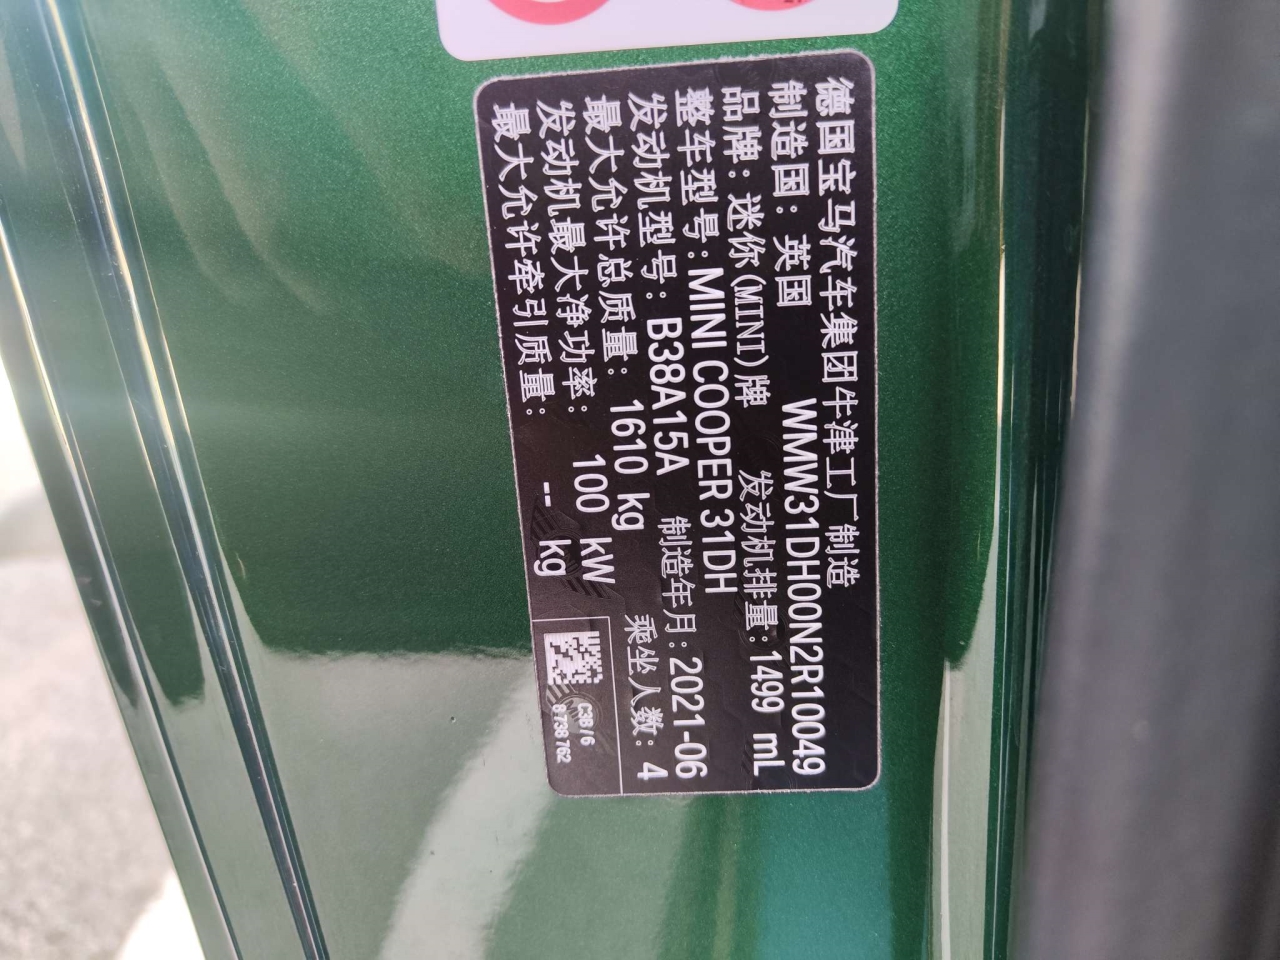 德国宝马汽车集团牛津工厂制造
制造国：英国 WMW31DH00N2R10049
品牌：迷你(MINI)牌 发动机排量：1499 mL
整车型号：MINI COOPER 31DH
发动机型号：B38A15A 制造年月：2021-06
最大允许总质量：1610 kg 乘坐人数：4
发动机最大净功率：100 kW
最大允许牵引质量：-- kg
C3B / 6
8 738 762